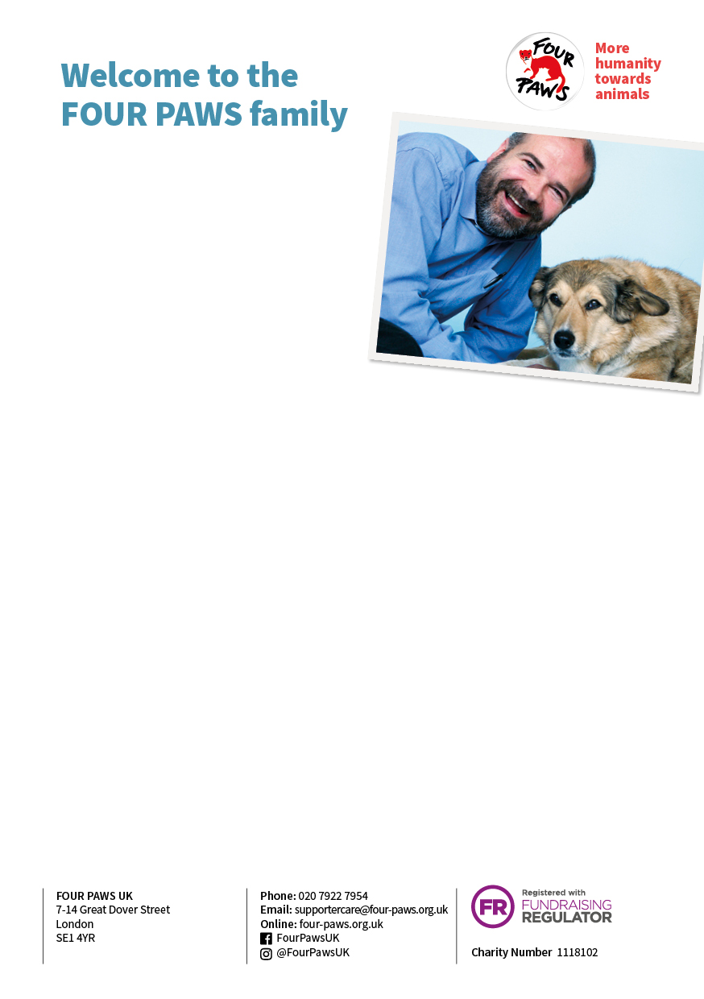 Welcome to the
FOUR PAWS family
FOUR
PAWS
More
humanity
towards
animals
FOUR PAWS UK
7-14 Great Dover Street
London
SE1 4YR
Phone: 020 7922 7954
Email: supportercare@four-paws.org.uk
Online: four-paws.org.uk
FourPawsUK
@FourPawsUK
FR
Registered with
FUNDRAISING
REGULATOR
Charity Number 1118102